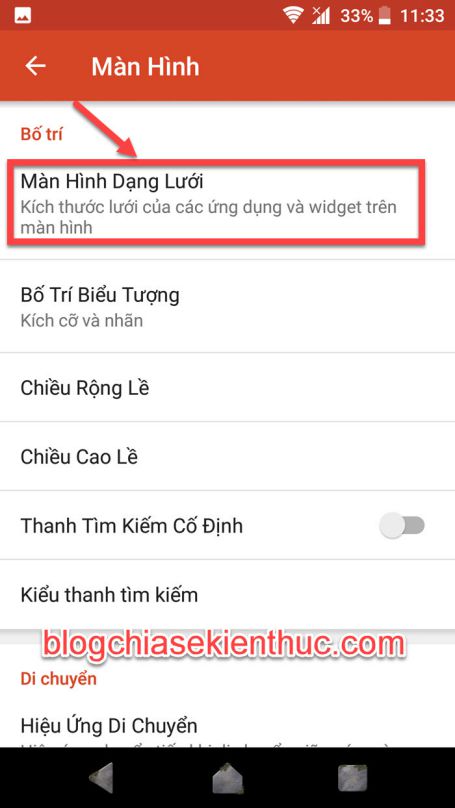 33% 11:33
Màn Hình
Bố trí
Màn Hình Dạng Lưới
Kích thước lưới của các ứng dụng và widget trên
màn hình
Bố Trí Biểu Tượng
Kích cỡ và nhãn
Chiều Rộng Lề
Chiều Cao Lề
Thanh Tìm Kiếm Cố Định
Kiểu thanh tìm kiếm
blogchiasekienthuc.com
Di chuyển
Hiệu Ứng Di Chuyển